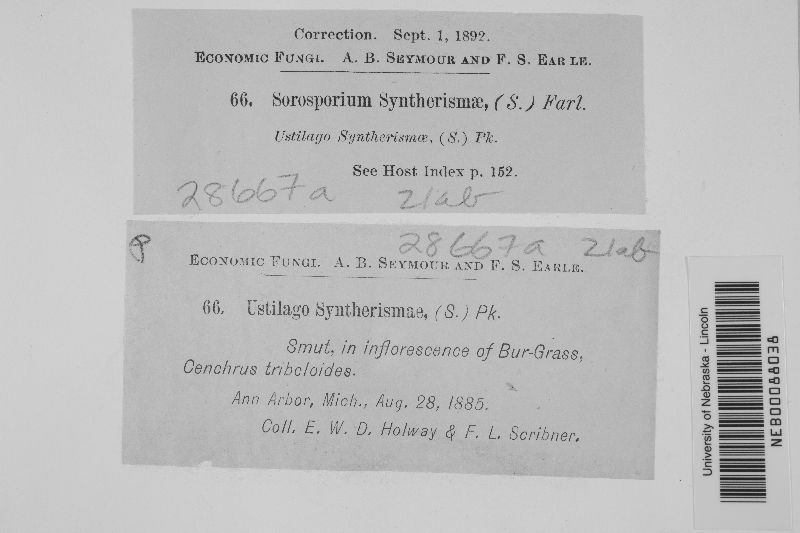 Correction. Sept. 1, 1892.
ECONOMIC FUNGI. A. B. SEYMOUR AND F. S. EARLE.
66. Sorosporium Syntherismæ, (S.) Farl.
Ustilago Syntherismæ, (S.) Pk.
See Host Index p. 152.
28667a 21ab
P
28667a 21ab
ECONOMIC FUNGI. A. B. SEYMOUR AND F. S. EARLE.
66. Ustilago Syntherismae, (S.) Pk.
Smut, in inflorescence of Bur-Grass,
Cenchrus tribcloides.
Ann Arbor, Mich., Aug. 28, 1885.
Coll. E. W. D. Holway & F. L. Scribner.
University of Nebraska - Lincoln
NEB00088038